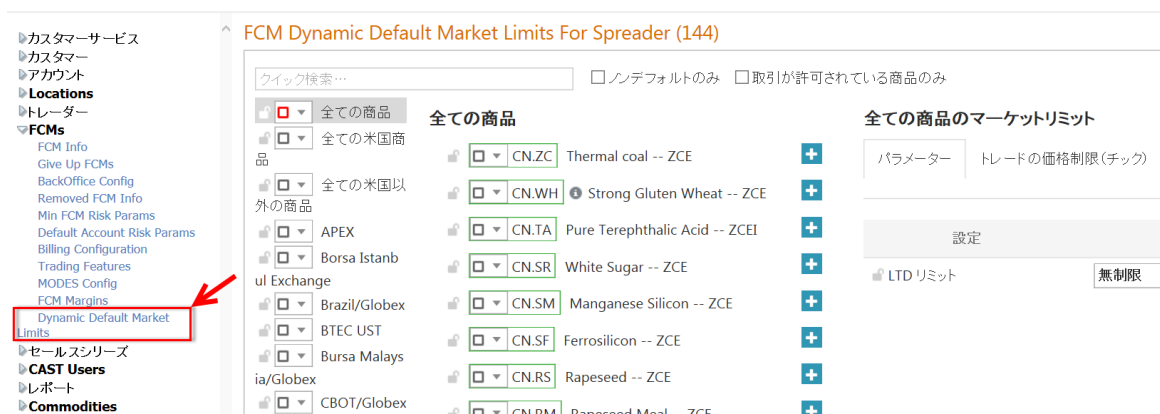 カスタマーサービス
カスタマー
アカウント
Locations
トレーダー
FCMs
FCM Info
Give Up FCMs
BackOffice Config
Removed FCM Info
Min FCM Risk Params
Default Account Risk Params
Billing Configuration
Trading Features
MODES Config
FCM Margins
Dynamic Default Market
Limits
セールスシリーズ
CAST Users
レポート
Commodities
FCM Dynamic Default Market Limits For Spreader (144)
クイック検索…
ノンデフォルトのみ 取引が許可されている商品のみ
全ての商品
全ての米国商
品
全ての米国以
外の商品
APEX
Borsa Istanb
ul Exchange
Brazil/Globex
BTEC UST
Bursa Malays
ia/Globex
CBOT/Globex
全ての商品
CN.ZC Thermal coal -- ZCE
CN.WH Strong Gluten Wheat -- ZCE
CN.TA Pure Terephthalic Acid -- ZCEI
CN.SR White Sugar -- ZCE
CN.SM Manganese Silicon -- ZCE
CN.SF Ferrosilicon -- ZCE
CN.RS Rapeseed -- ZCE
CN.RM Rapeseed Meal -- ZCE
全ての商品のマーケットリミット
パラメーター トレードの価格制限(チック)
設定
LTD リミット 無制限